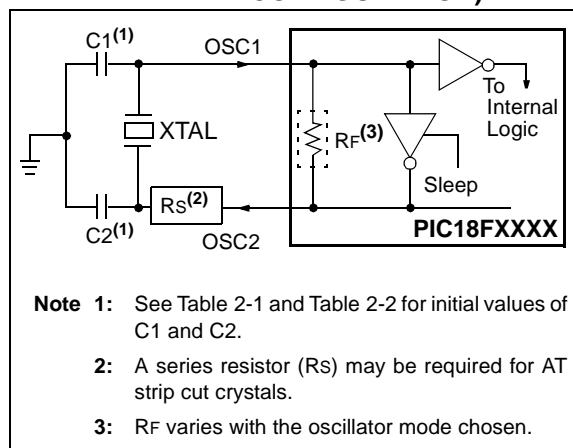 C1(1)
OSC1
To
Internal
Logic
XTAL
RF(3)
Sleep
RS(2)
C2(1)
OSC2
PIC18FXXXX
Note 1: See Table 2-1 and Table 2-2 for initial values of
C1 and C2.
2: A series resistor (RS) may be required for AT
strip cut crystals.
3: RF varies with the oscillator mode chosen.